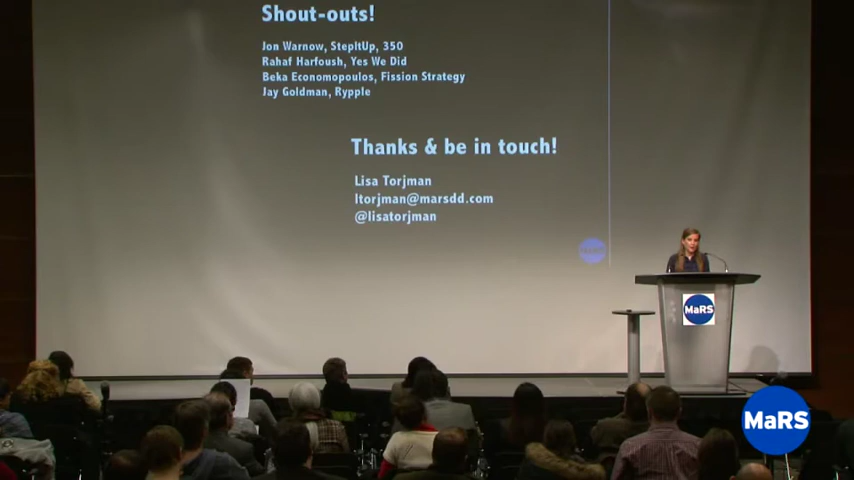 Shout-outs!
Jon Warnow, StepItUp, 350
Rahaf Harfoush, Yes We Did
Beka Economopoulos, Fission Strategy
Jay Goldman, Rypple
Thanks & be in touch!
Lisa Torjman
ltorjman@marsdd.com
@lisatorjman
MaRS
MaRS